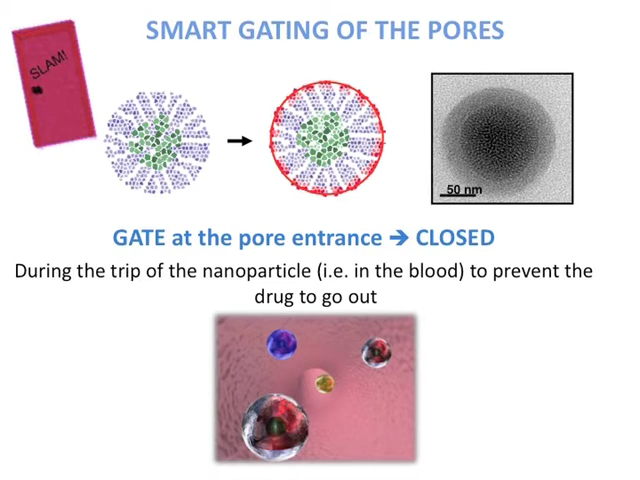 SMART GATING OF THE PORES
SLAM!
50 nm
GATE at the pore entrance ➔ CLOSED
During the trip of the nanoparticle (i.e. in the blood) to prevent the
drug to go out